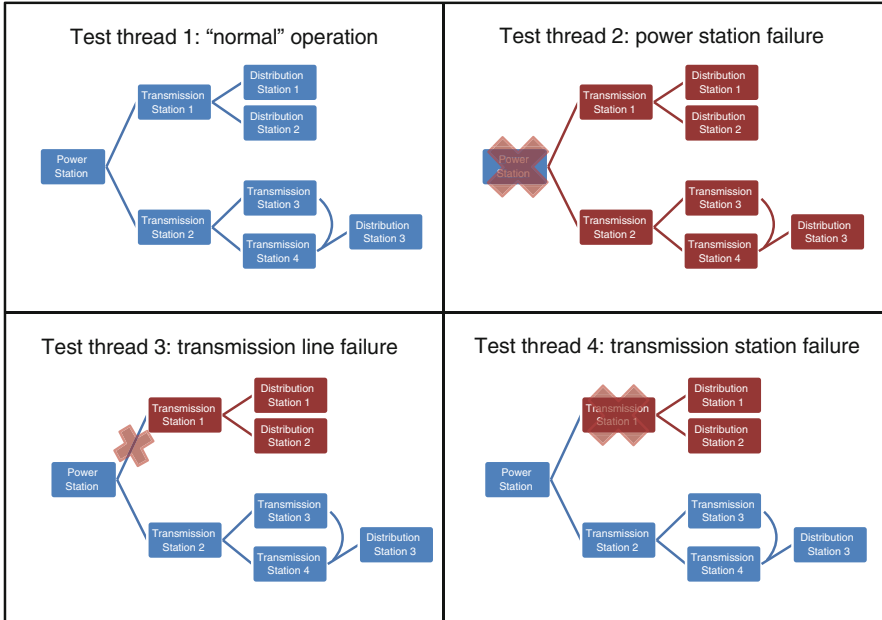 Test thread 1: “normal” operation
Distribution
Station 1
Transmission
Station 1
Distribution
Station 2
Power
Station
Transmission
Station 3
Transmission
Station 2
Distribution
Station 3
Transmission
Station 4
Test thread 2: power station failure
Distribution
Station 1
Transmission
Station 1
Distribution
Station 2
Power
Station
Transmission
Station 3
Transmission
Station 2
Distribution
Station 3
Transmission
Station 4
Test thread 3: transmission line failure
Distribution
Station 1
Transmission
Station 1
Distribution
Station 2
Power
Station
Transmission
Station 3
Transmission
Station 2
Distribution
Station 3
Transmission
Station 4
Test thread 4: transmission station failure
Distribution
Station 1
Transmission
Station 1
Distribution
Station 2
Power
Station
Transmission
Station 3
Transmission
Station 2
Distribution
Station 3
Transmission
Station 4